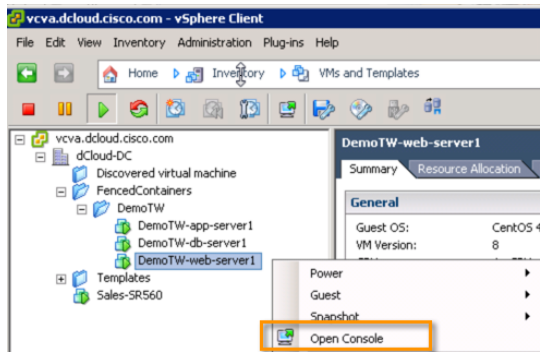 vcva.dcloud.cisco.com - vSphere Client
File Edit View Inventory Administration Plug-ins Help
Home Inventory VMs and Templates
vcva.dcloud.cisco.com
dCloud-DC
Discovered virtual machine
FencedContainers
DemoTW
DemoTW-app-server1
DemoTW-db-server1
DemoTW-web-server1
Templates
Sales-SR560
DemoTW-web-server1
Summary Resource Allocation
General
Guest OS: CentOS 4
VM Version: 8
Power
Guest
Snapshot
Open Console